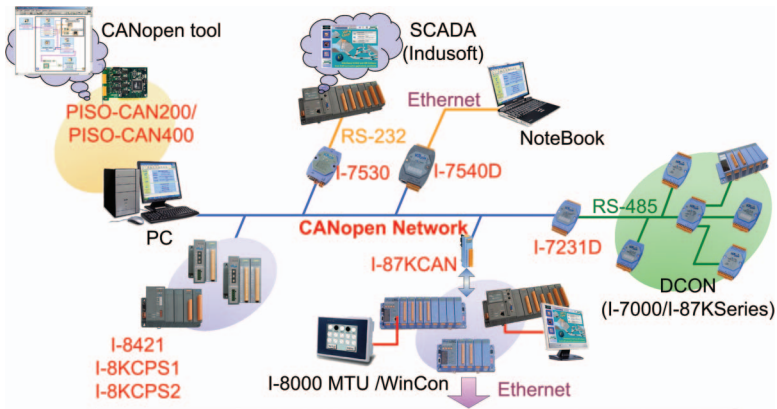 CANopen tool
SCADA
(Indusoft)
PISO-CAN200/
PISO-CAN400
Ethernet
NoteBook
RS-232
I-7530
I-7540D
PC
CANopen Network
RS-485
I-7231D
I-87KCAN
DCON
(I-7000/I-87KSeries)
I-8421
I-8KCPS1
I-8KCPS2
I-8000 MTU /WinCon
Ethernet